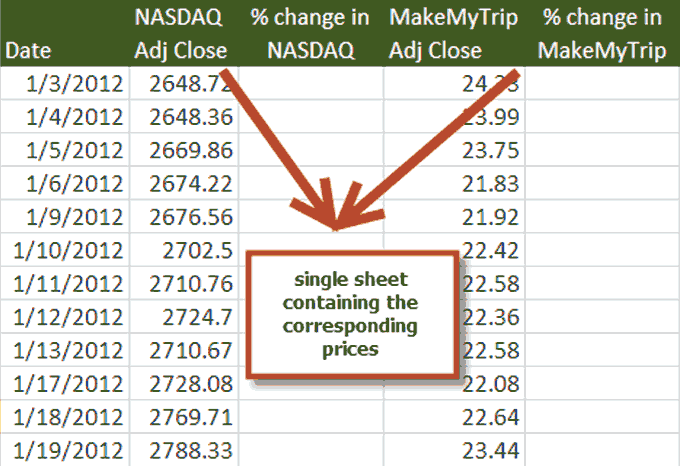 NASDAQ % change in MakeMyTrip % change in
Date Adj Close NASDAQ Adj Close MakeMyTrip
1/3/2012 2648.72
1/4/2012 2648.36 23.99
1/5/2012 2669.86 23.75
1/6/2012 2674.22 21.83
1/9/2012 2676.56 21.92
1/10/2012 2702.5 22.42
1/11/2012 2710.76 22.58
1/12/2012 2724.7 22.36
1/13/2012 2710.67 22.58
1/17/2012 2728.08 22.08
1/18/2012 2769.71 22.64
1/19/2012 2788.33 23.44
single sheet
containing the
corresponding
prices